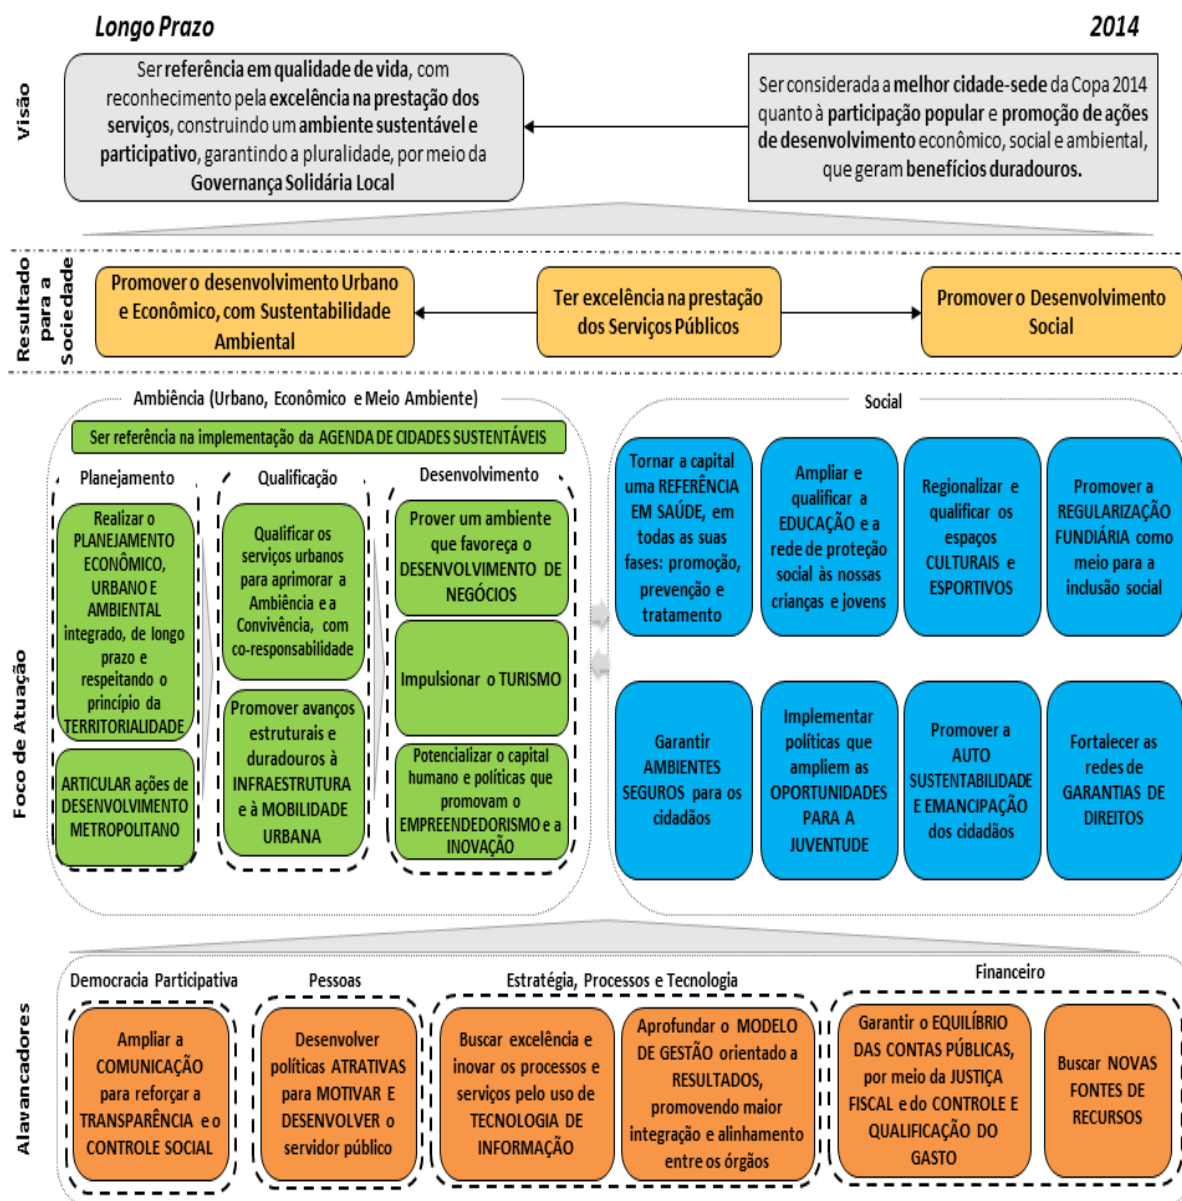 Longo Prazo
2014
Visão
Ser referência em qualidade de vida, com
reconhecimento pela excelência na prestação dos
serviços, construindo um ambiente sustentável e
participativo, garantindo a pluralidade, por meio da
Governança Solidária Local
Ser considerada a melhor cidade-sede da Copa 2014
quanto à participação popular e promoção de ações
de desenvolvimento econômico, social e ambiental,
que geram benefícios duradouros.
Resultado
para a
Sociedade
Promover o desenvolvimento Urbano
e Econômico, com Sustentabilidade
Ambiental
Ter excelência na prestação
dos Serviços Públicos
Promover o Desenvolvimento
Social
Foco de Atuação
Ambiência (Urbano, Econômico e Meio Ambiente)
Ser referência na implementação da AGENDA DE CIDADES SUSTENTÁVEIS
Planejamento
Realizar o
PLANEJAMENTO
ECONÔMICO,
URBANO E
AMBIENTAL
integrado, de longo
prazo e
respeitando o
princípio da
TERRITORIALIDADE
ARTICULAR ações de
DESENVOLVIMENTO
METROPOLITANO
Qualificação
Qualificar os
serviços urbanos
para aprimorar a
Ambiência e a
Convivência, com
co-responsabilidade
Promover avanços
estruturais e
duradouros à
INFRAESTRUTURA
e à MOBILIDADE
URBANA
Desenvolvimento
Prover um ambiente
que favoreça o
DESENVOLVIMENTO DE
NEGÓCIOS
Impulsionar o TURISMO
Potencializar o capital
humano e políticas que
promovam o
EMPREENDEDORISMO e a
INOVAÇÃO
Social
Tornar a capital
uma REFERÊNCIA
EM SAÚDE, em
todas as suas
fases: promoção,
prevenção e
tratamento
Ampliar e
qualificar a
EDUCAÇÃO e a
rede de proteção
social às nossas
crianças e jovens
Regionalizar e
qualificar os
espaços
CULTURAIS e
ESPORTIVOS
Promover a
REGULARIZAÇÃO
FUNDIÁRIA como
meio para a
inclusão social
Garantir
AMBIENTES
SEGUROS para os
cidadãos
Implementar
políticas que
ampliem as
OPORTUNIDADES
PARA A
JUVENTUDE
Promover a
AUTO
SUSTENTABILIDADE
E EMANCIPAÇÃO
dos cidadãos
Fortalecer as
redes de
GARANTIAS DE
DIREITOS
Alavancadores
Democracia Participativa
Ampliar a
COMUNICAÇÃO
para reforçar a
TRANSPARÊNCIA e o
CONTROLE SOCIAL
Pessoas
Desenvolver
políticas ATRATIVAS
para MOTIVAR E
DESENVOLVER o
servidor público
Estratégia, Processos e Tecnologia
Buscar excelência e
inovar os processos e
serviços pelo uso de
TECNOLOGIA DE
INFORMAÇÃO
Aprofundar o MODELO
DE GESTÃO orientado a
RESULTADOS,
promovendo maior
integração e alinhamento
entre os órgãos
Financeiro
Garantir o EQUILÍBRIO
DAS CONTAS PÚBLICAS,
por meio da JUSTIÇA
FISCAL e do CONTROLE E
QUALIFICAÇÃO DO
GASTO
Buscar NOVAS
FONTES DE
RECURSOS